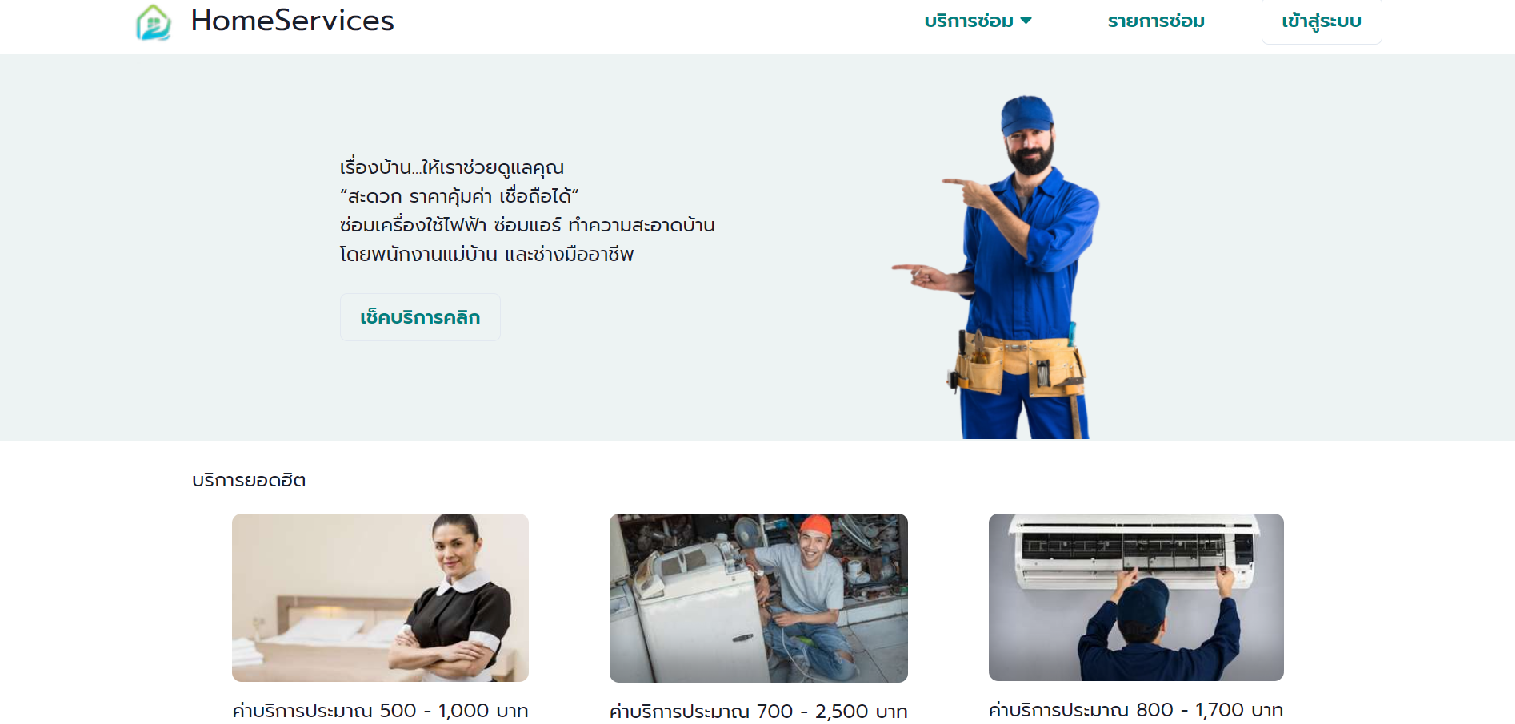 HomeServices
บริการซ่อม
รายการซ่อม
เข้าสู่ระบบ
เรื่องบ้าน...ให้เราช่วยดูแลคุณ
“สะดวก ราคาคุ้มค่า เชื่อถือได้“
ซ่อมเครื่องใช้ไฟฟ้า ซ่อมแอร์ ทำความสะอาดบ้าน
โดยพนักงานแม่บ้าน และช่างมืออาชีพ
เช็คบริการคลิก
บริการยอดฮิต
ค่าบริการประมาณ 500 - 1,000 บาท
ค่าบริการประมาณ 700 - 2,500 บาท
ค่าบริการประมาณ 800 - 1,700 บาท